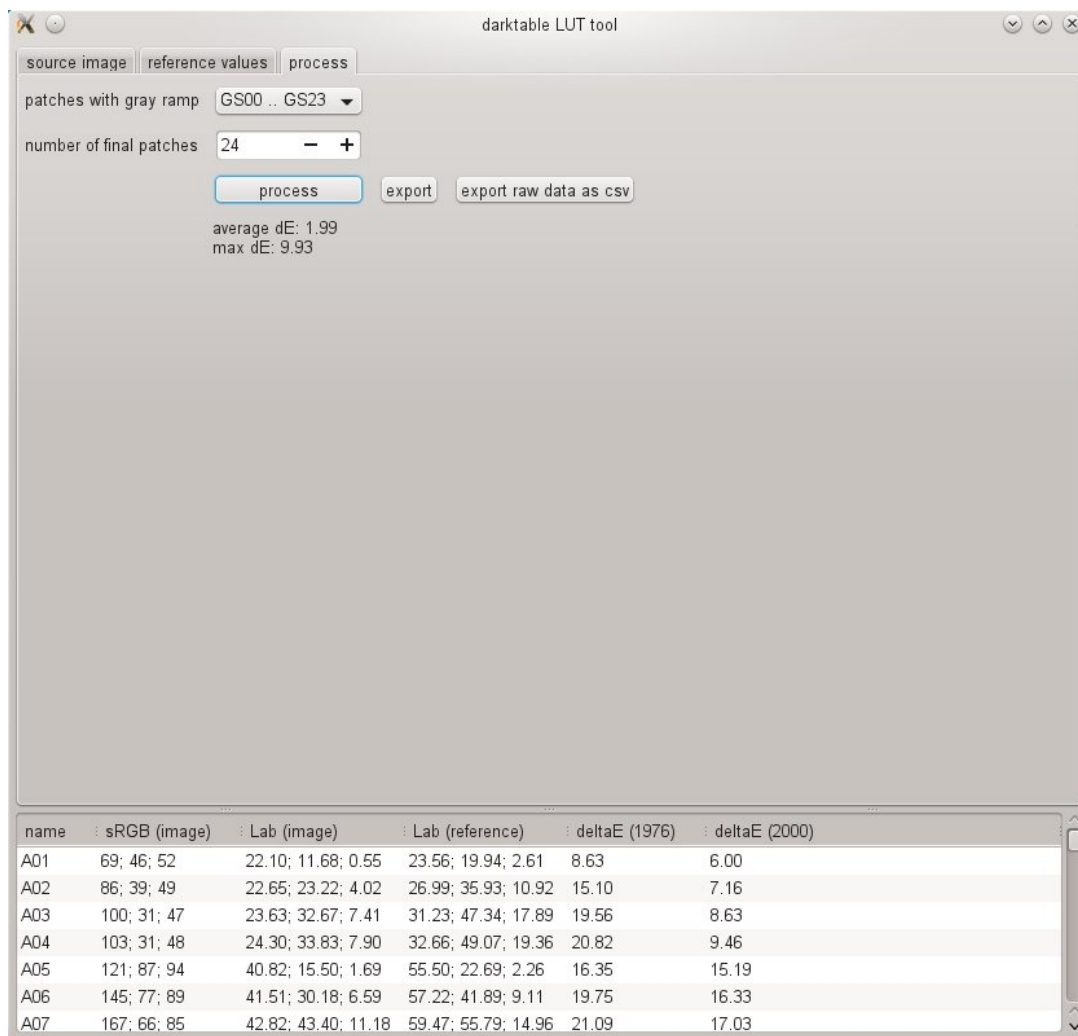 darktable LUT tool
source image reference values process
patches with gray ramp GS00 .. GS23
number of final patches 24 − +
process export export raw data as csv
average dE: 1.99
max dE: 9.93
name sRGB (image) Lab (image) Lab (reference) deltaE (1976) deltaE (2000)
A01 69; 46; 52 22.10; 11.68; 0.55 23.56; 19.94; 2.61 8.63 6.00
A02 86; 39; 49 22.65; 23.22; 4.02 26.99; 35.93; 10.92 15.10 7.16
A03 100; 31; 47 23.63; 32.67; 7.41 31.23; 47.34; 17.89 19.56 8.63
A04 103; 31; 48 24.30; 33.83; 7.90 32.66; 49.07; 19.36 20.82 9.46
A05 121; 87; 94 40.82; 15.50; 1.69 55.50; 22.69; 2.26 16.35 15.19
A06 145; 77; 89 41.51; 30.18; 6.59 57.22; 41.89; 9.11 19.75 16.33
A07 167; 66; 85 42.82; 43.40; 11.18 59.47; 55.79; 14.96 21.09 17.03